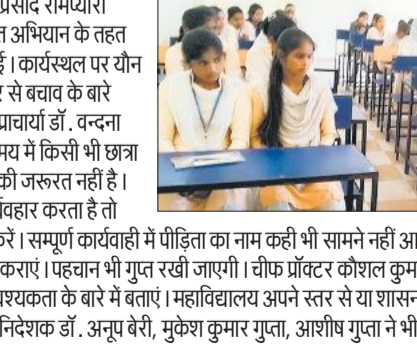 प्रसाद रामप्यारी
त अभियान के तहत
ई । कार्यस्थल पर यौन
र से बचाव के बारे
प्राचार्या डॉ . वन्दना
मय में किसी भी छात्रा
की जरूरत नहीं है ।
र्यवहार करता है तो
करें । सम्पूर्ण कार्यवाही में पीड़िता का नाम कही भी सामने नहीं आ
कराएं । पहचान भी गुप्त रखी जाएगी । चीफ प्रॉक्टर कौशल कुम
श्यकता के बारे में बताएं । महाविद्यालय अपने स्तर से या शासन
निदेशक डॉ . अनूप बेरी, मुकेश कुमार गुप्ता, आशीष गुप्ता ने भी